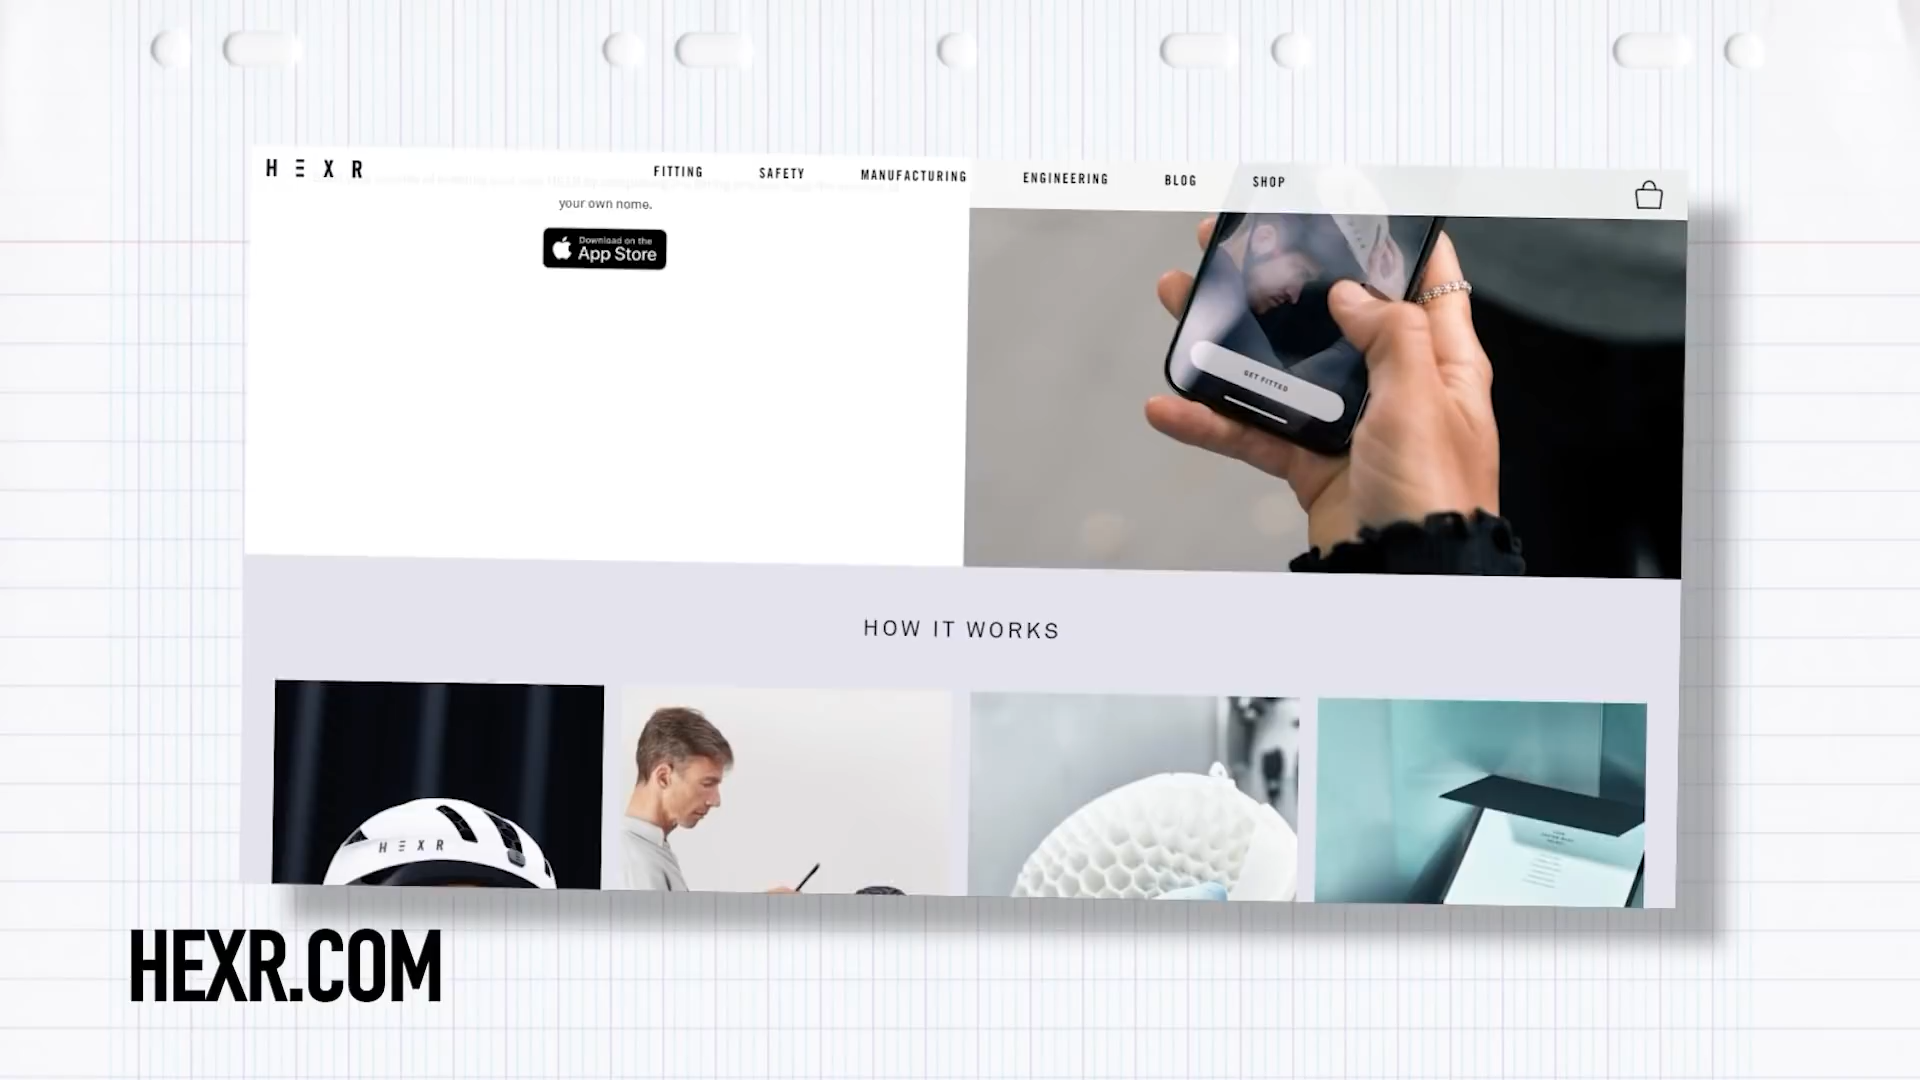 HEXR
FITTING
SAFETY
MANUFACTURING
ENGINEERING
BLOG
SHOP
your own home.
Download on the
App Store
GET FITTED
HOW IT WORKS
HEXR
HEXR.COM